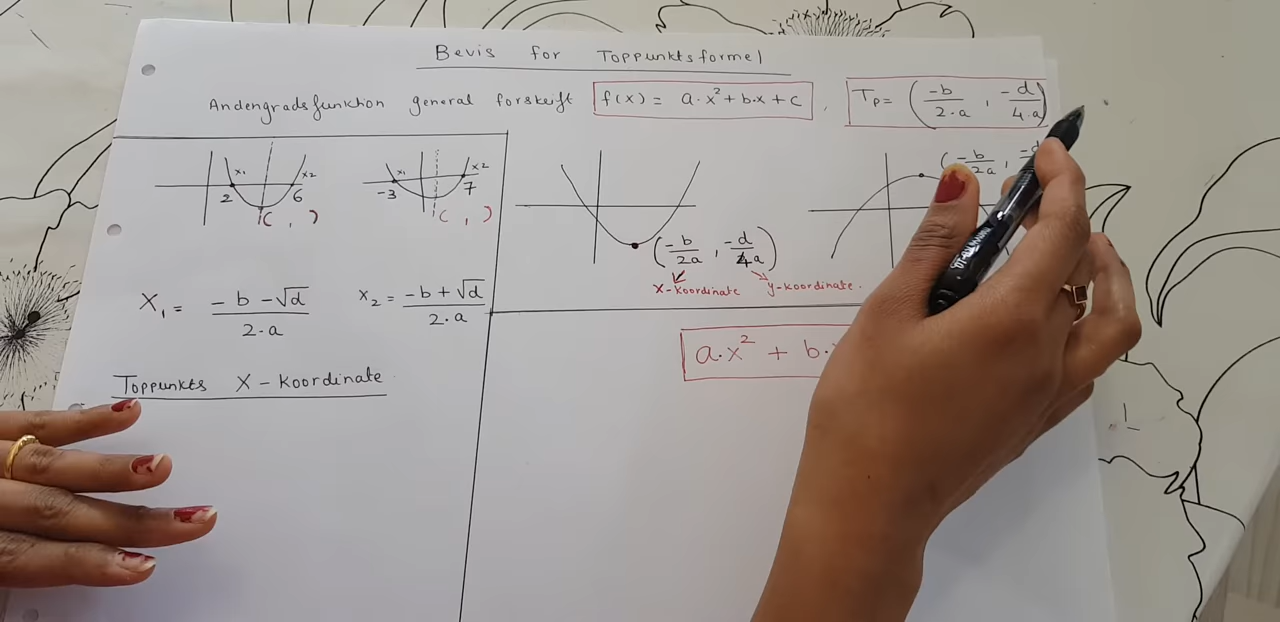 Bevis for Toppunktsformel
Andengradsfunktion general forskrift f(x) = a·x² + b·x + c , Tp = (-b/2·a , -d/4·a)
x₁ x₂
2 6
( , )
x₁ x₂
-3 7
( , )
(-b/2a , -d/4a)
x-koordinate y-koordinate.
(-b/2a , -d
X₁ = -b-√d/2·a x₂ = -b+√d/2·a
Toppunkts X-koordinate
a·x² + b·